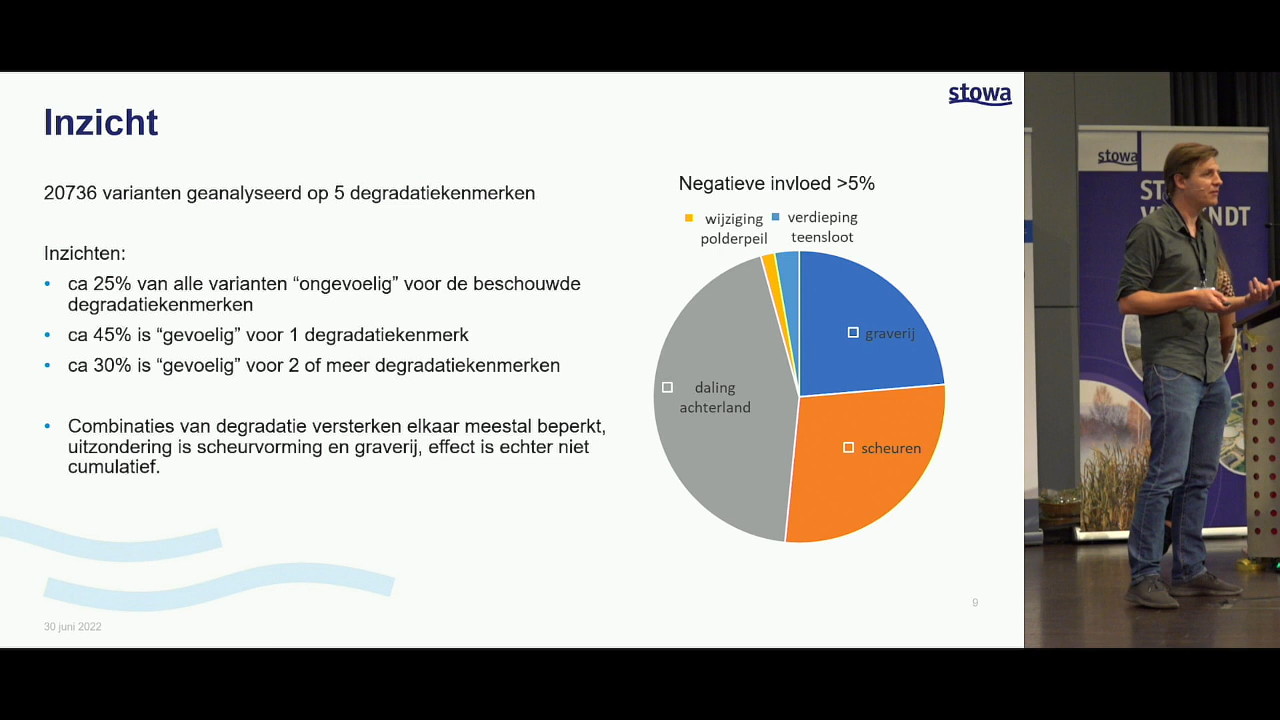 stowa
Inzicht
20736 varianten geanalyseerd op 5 degradatiekenmerken
Inzichten:
• ca 25% van alle varianten “ongevoelig” voor de beschouwde
degradatiekenmerken
• ca 45% is “gevoelig” voor 1 degradatiekenmerk
• ca 30% is “gevoelig” voor 2 of meer degradatiekenmerken
• Combinaties van degradatie versterken elkaar meestal beperkt,
uitzondering is scheurvorming en graverij, effect is echter niet
cumulatief.
Negatieve invloed >5%
wijziging
polderpeil
verdieping
teensloot
graverij
daling
achterland
scheuren
9
30 juni 2022
stowa